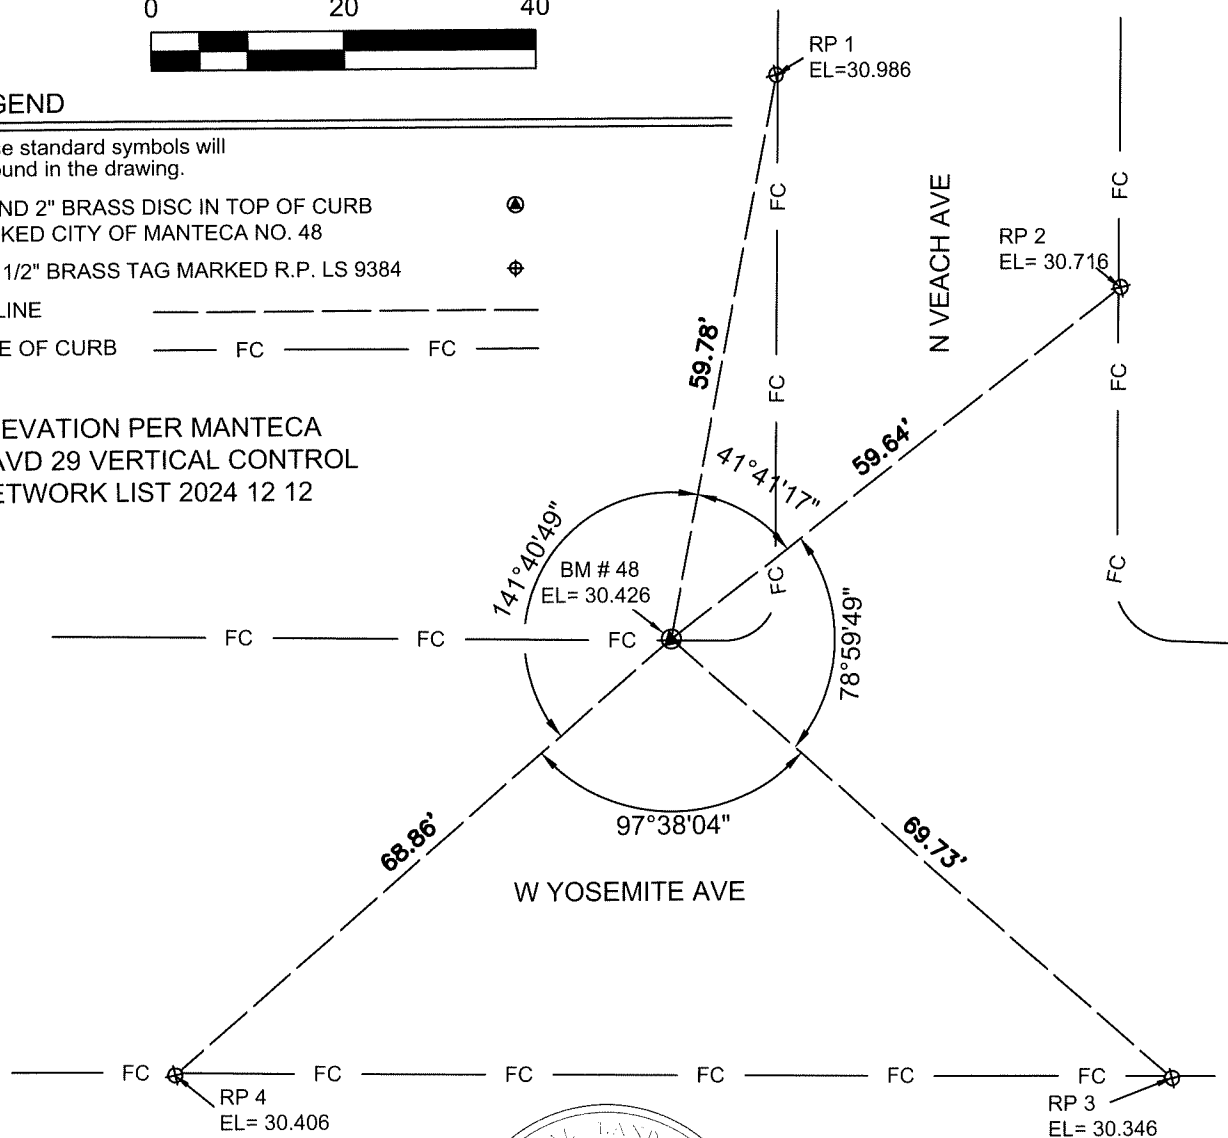 0 20 40
GEND
e standard symbols will
ound in the drawing.
ND 2" BRASS DISC IN TOP OF CURB
KED CITY OF MANTECA NO. 48
1/2" BRASS TAG MARKED R.P. LS 9384
LINE
E OF CURB FC FC
EVATION PER MANTECA
AVD 29 VERTICAL CONTROL
ETWORK LIST 2024 12 12
RP 1
EL=30.986
FC
FC
FC
N VEACH AVE
RP 2
EL= 30.716
FC
FC
FC
59.78'
59.64'
41°41'17"
141°40'49"
BM # 48
EL= 30.426
FC FC FC
78°59'49"
97°38'04"
68.86'
69.73'
W YOSEMITE AVE
FC FC FC FC FC FC
RP 4
EL= 30.406
RP 3
EL= 30.346
AL LAND